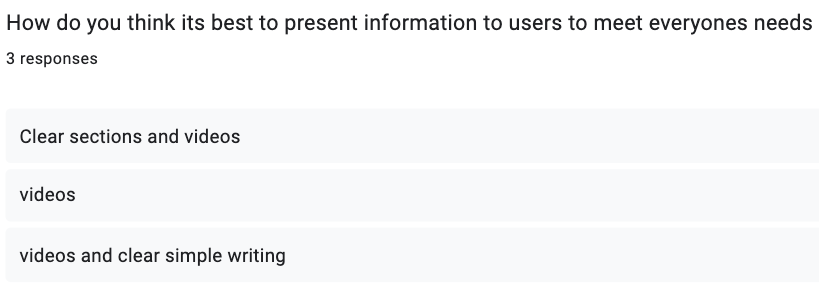 How do you think its best to present information to users to meet everyones needs
3 responses
Clear sections and videos
videos
videos and clear simple writing